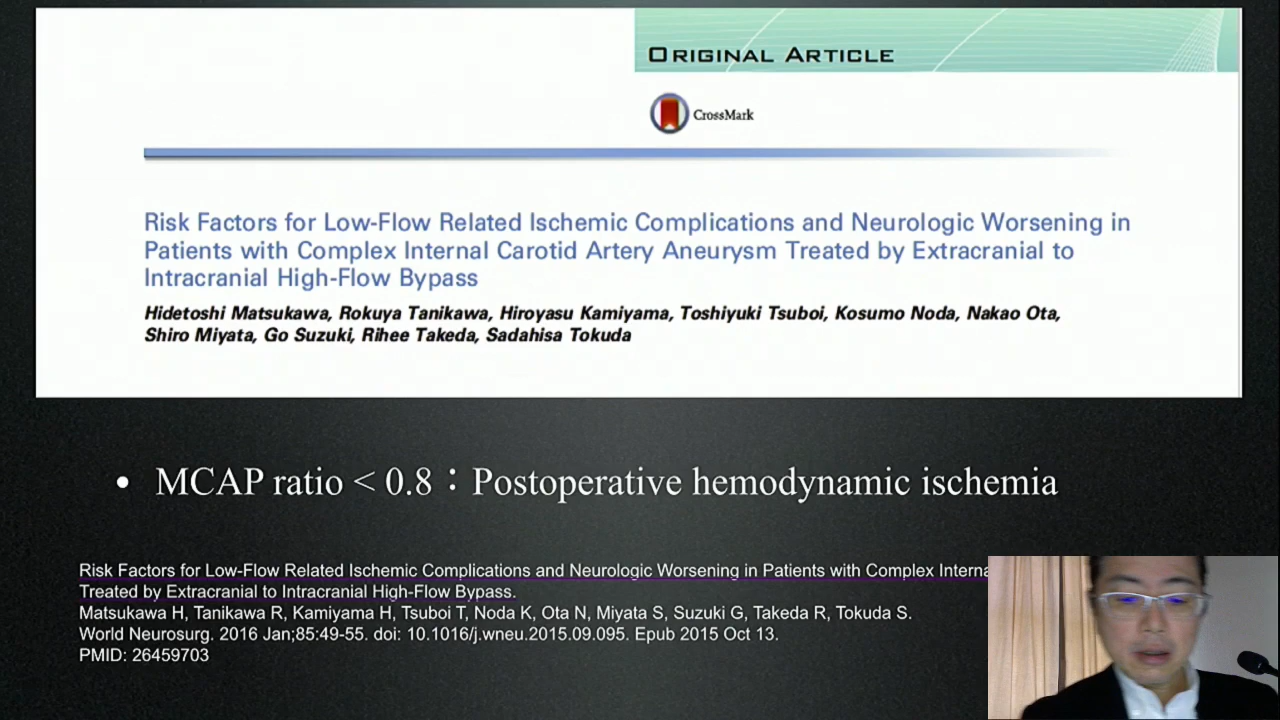 ORIGINAL ARTICLE
CrossMark
Risk Factors for Low-Flow Related Ischemic Complications and Neurologic Worsening in
Patients with Complex Internal Carotid Artery Aneurysm Treated by Extracranial to
Intracranial High-Flow Bypass
Hidetoshi Matsukawa, Rokuya Tanikawa, Hiroyasu Kamiyama, Toshiyuki Tsuboi, Kosumo Noda, Nakao Ota,
Shiro Miyata, Go Suzuki, Rihee Takeda, Sadahisa Tokuda
• MCAP ratio < 0.8：Postoperative hemodynamic ischemia
Risk Factors for Low-Flow Related Ischemic Complications and Neurologic Worsening in Patients with Complex Interna
Treated by Extracranial to Intracranial High-Flow Bypass.
Matsukawa H, Tanikawa R, Kamiyama H, Tsuboi T, Noda K, Ota N, Miyata S, Suzuki G, Takeda R, Tokuda S.
World Neurosurg. 2016 Jan;85:49-55. doi: 10.1016/j.wneu.2015.09.095. Epub 2015 Oct 13.
PMID: 26459703